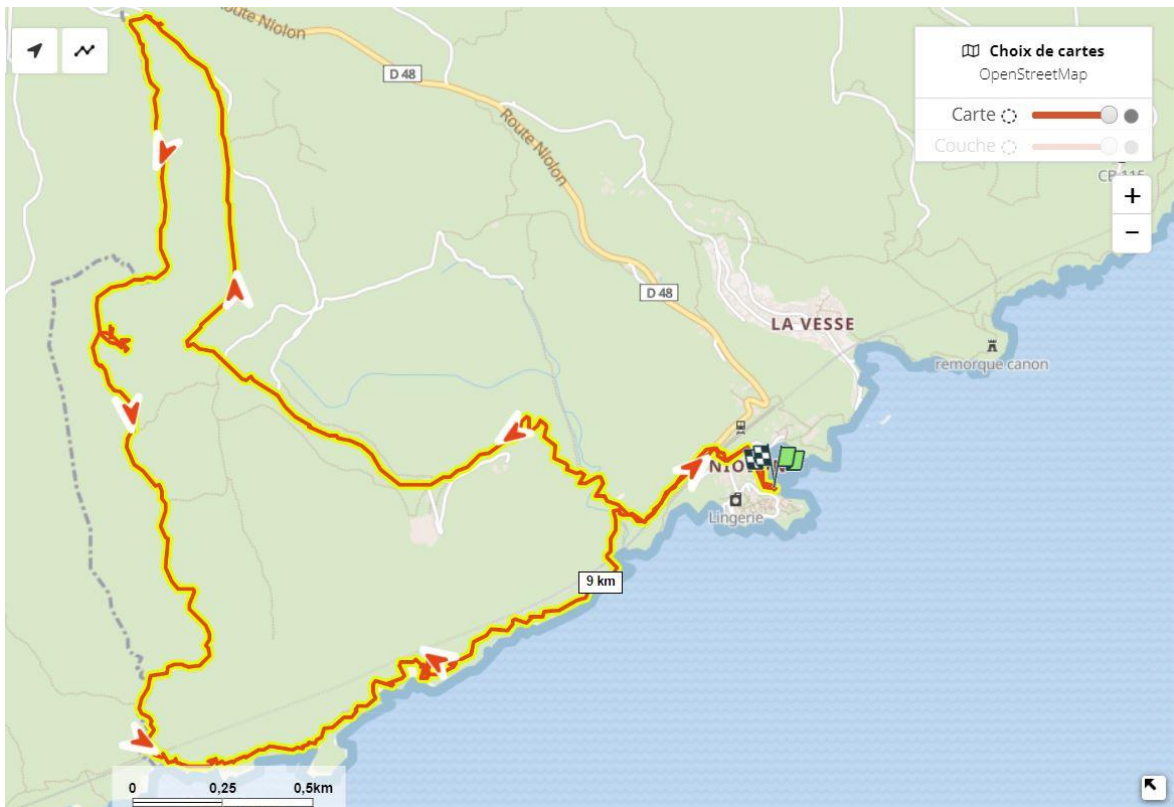 Route Niolon
D 48
Route Niolon
Choix de cartes
OpenStreetMap
Carte
Couche
+
−
D 48
LA VESSE
remorque canon
Lingerie
9 km
0 0,25 0,5km